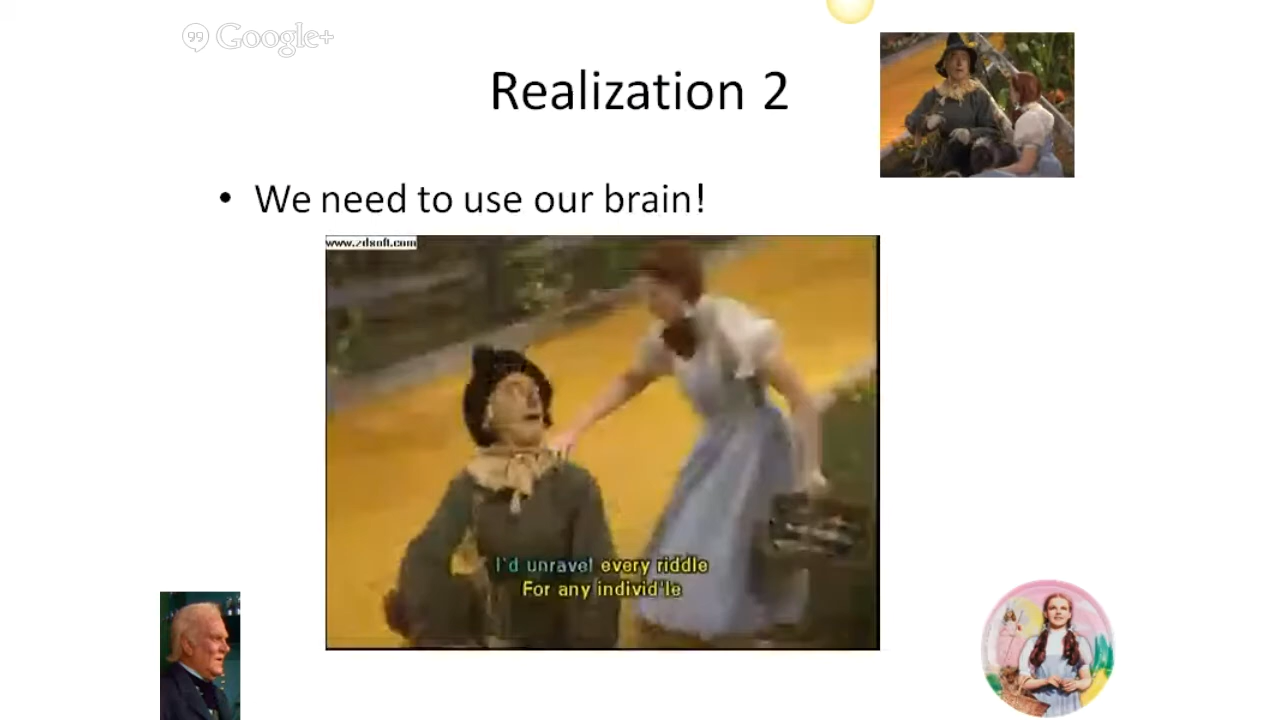 Google+
Realization 2
• We need to use our brain!
www.zdsoft.com
I'd unravel every riddle
For any individ'le